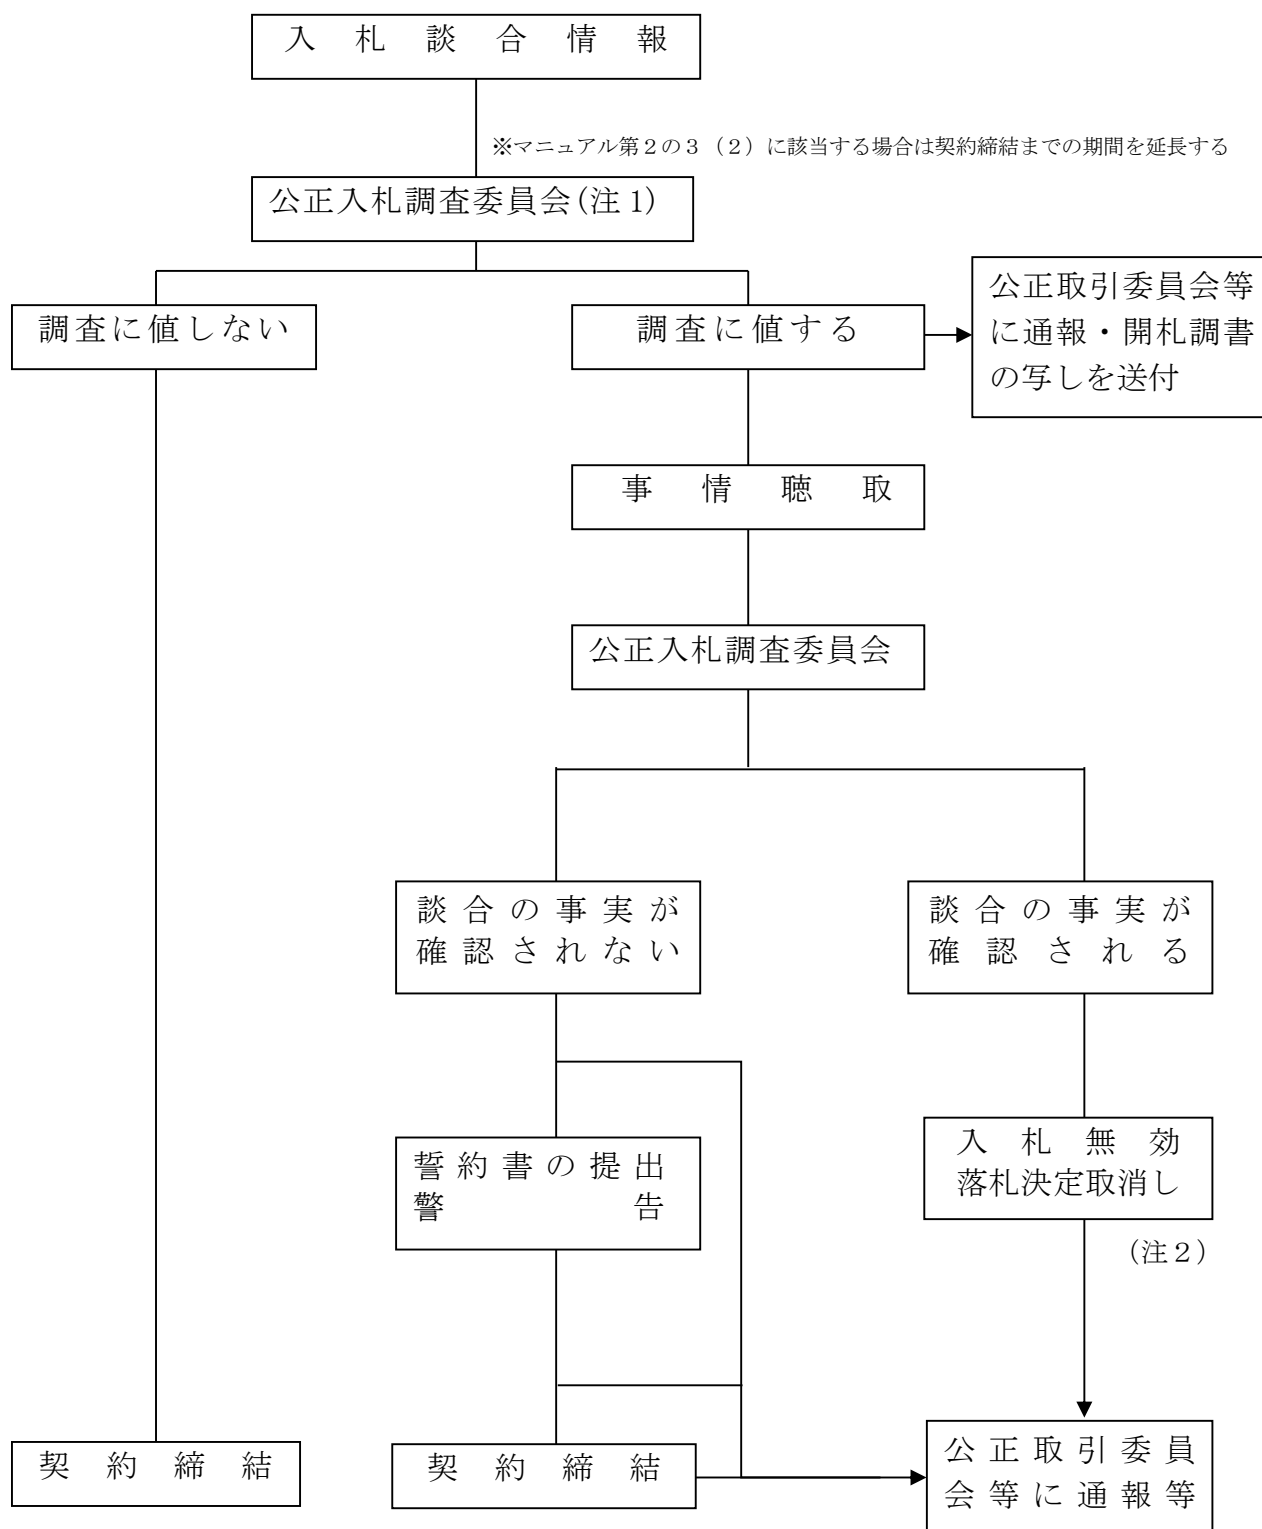 入札談合情報
※マニュアル第２の３（２）に該当する場合は契約締結までの期間を延長する
公正入札調査委員会(注1)
調査に値しない
調査に値する
公正取引委員会等
に通報・開札調書
の写しを送付
事情聴取
公正入札調査委員会
談合の事実が
確認されない
談合の事実が
確認される
誓約書の提出
警告
入札無効
落札決定取消し
（注２）
契約締結
契約締結
公正取引委員
会等に通報等